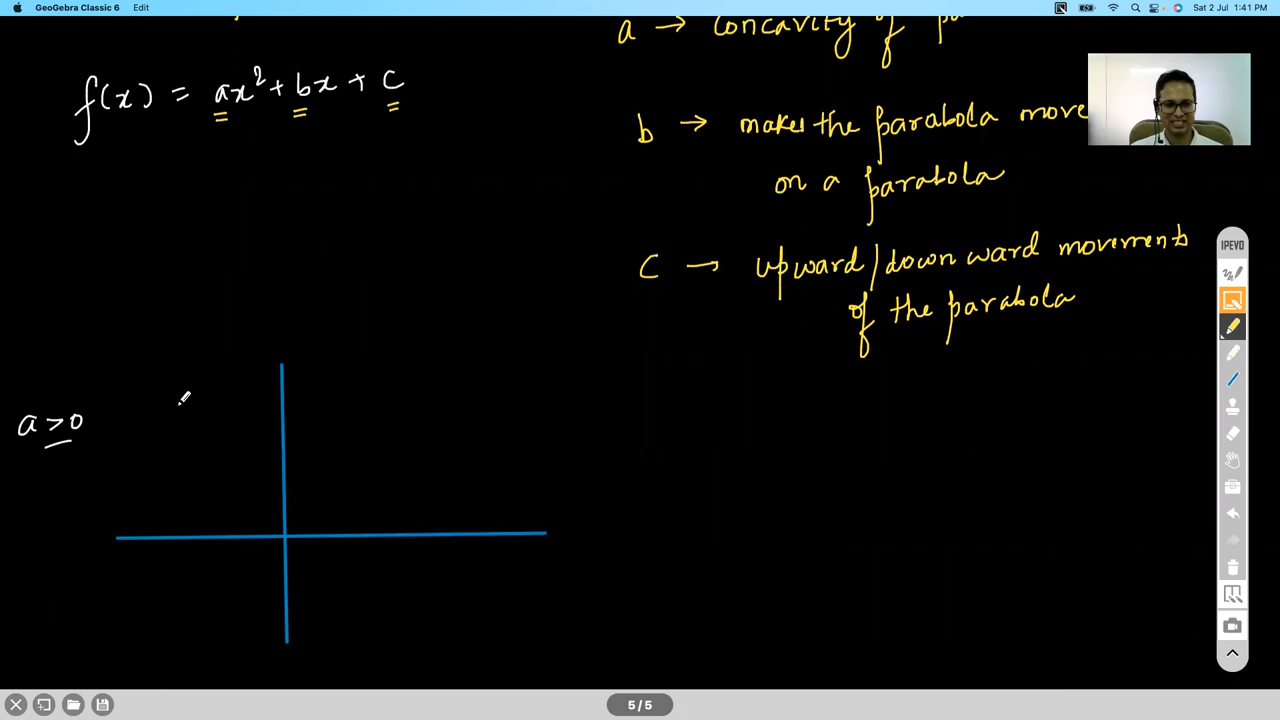 GeoGebra Classic 6 Edit Sat 2 Jul 1:41 PM
a → concavity of
f(x) = ax² + bx + c
b → makes the parabola move
on a parabola
c → upward/downward movement
of the parabola
IPEVO
a > 0
5/5